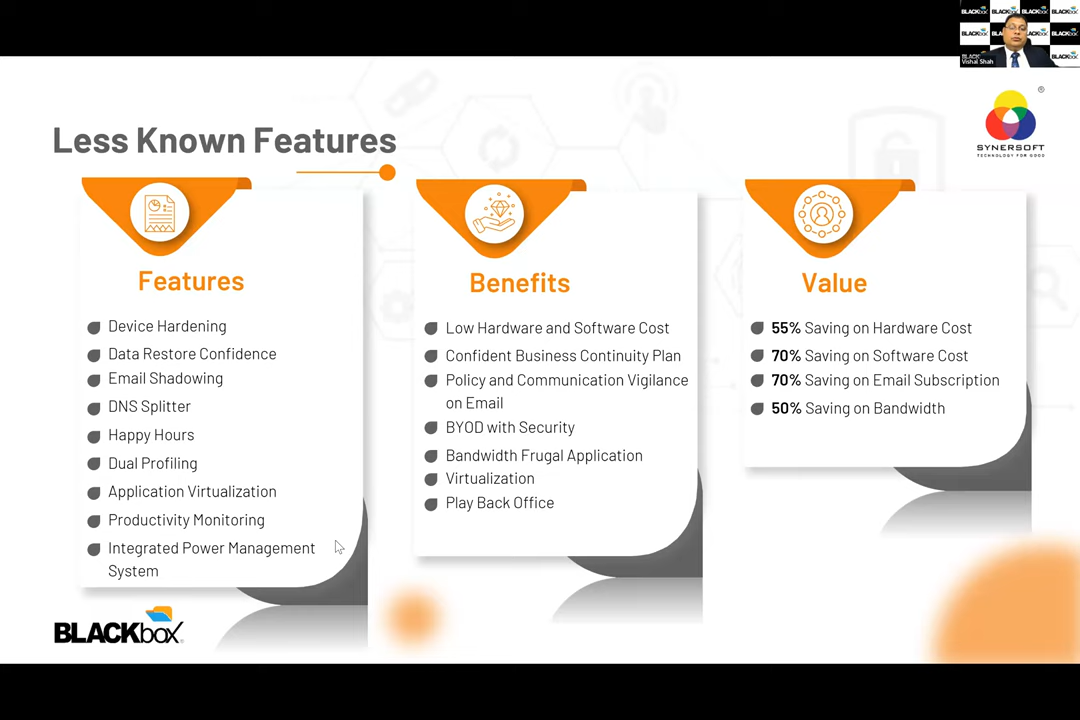 BLACKbox
Vishal Shah
Less Known Features
SYNERSOFT
TECHNOLOGY FOR GOOD
Features
Device Hardening
Data Restore Confidence
Email Shadowing
DNS Splitter
Happy Hours
Dual Profiling
Application Virtualization
Productivity Monitoring
Integrated Power Management
System
Benefits
Low Hardware and Software Cost
Confident Business Continuity Plan
Policy and Communication Vigilance
on Email
BYOD with Security
Bandwidth Frugal Application
Virtualization
Play Back Office
Value
55% Saving on Hardware Cost
70% Saving on Software Cost
70% Saving on Email Subscription
50% Saving on Bandwidth
BLACKbox